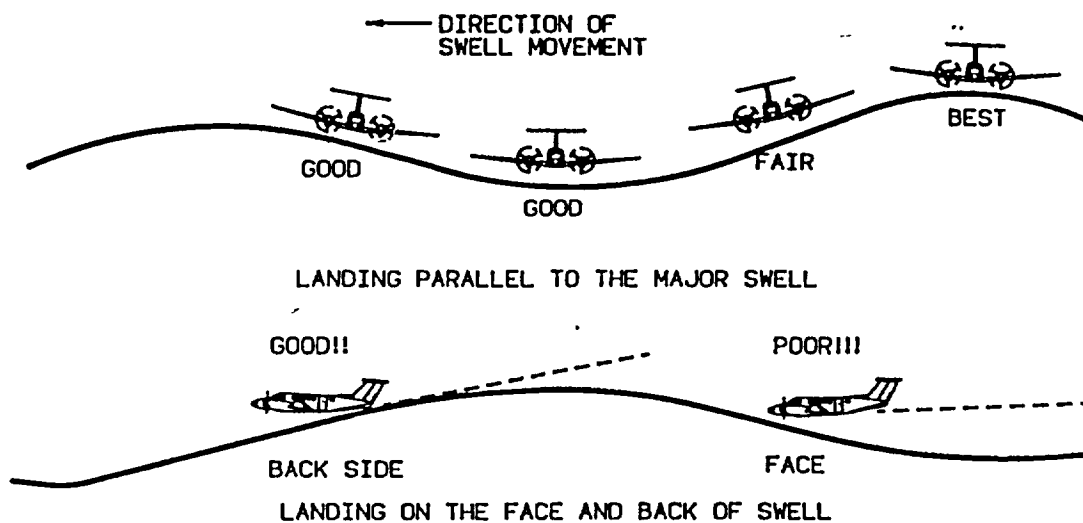 DIRECTION OF
SWELL MOVEMENT
BEST
GOOD
FAIR
GOOD
LANDING PARALLEL TO THE MAJOR SWELL
GOOD!!
POOR!!!
BACK SIDE
FACE
LANDING ON THE FACE AND BACK OF SWELL